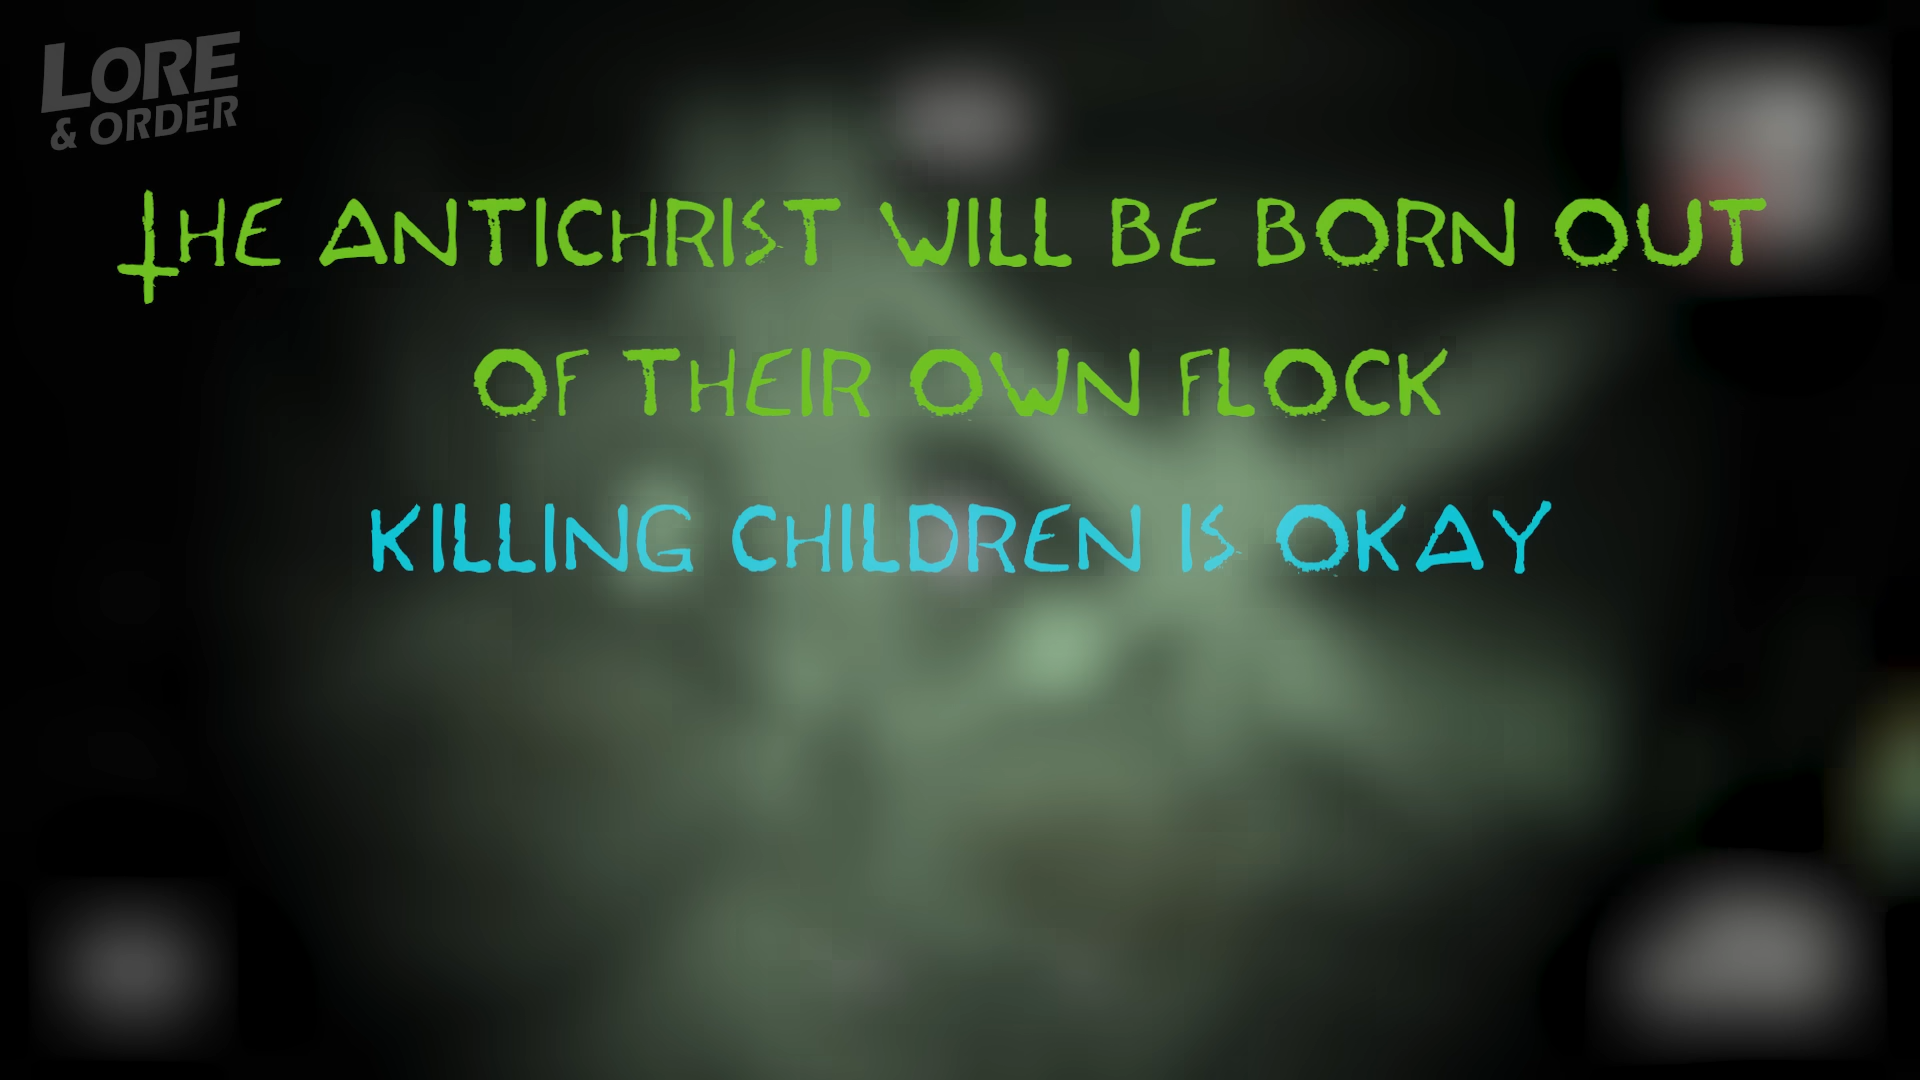 LORE
& ORDER
THE ANTICHRIST WILL BE BORN OUT
OF THEIR OWN FLOCK
KILLING CHILDREN IS OKAY